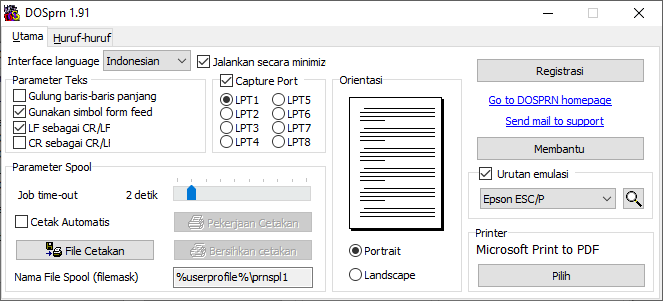 DOSprn 1.91
Utama
Huruf-huruf
Interface language
Indonesian
Jalankan secara minimiz
Parameter Teks
Gulung baris-baris panjang
Gunakan simbol form feed
LF sebagai CR/LF
CR sebagai CR/LI
Capture Port
LPT1
LPT5
LPT2
LPT6
LPT3
LPT7
LPT4
LPT8
Parameter Spool
Job time-out
2 detik
Cetak Automatis
Pekerjaan Cetakan
File Cetakan
Bersihkan cetakan
Nama File Spool (filemask)
%userprofile%\prnspl1
Orientasi
Portrait
Landscape
Registrasi
Go to DOSPRN homepage
Send mail to support
Membantu
Urutan emulasi
Epson ESC/P
Printer
Microsoft Print to PDF
Pilih